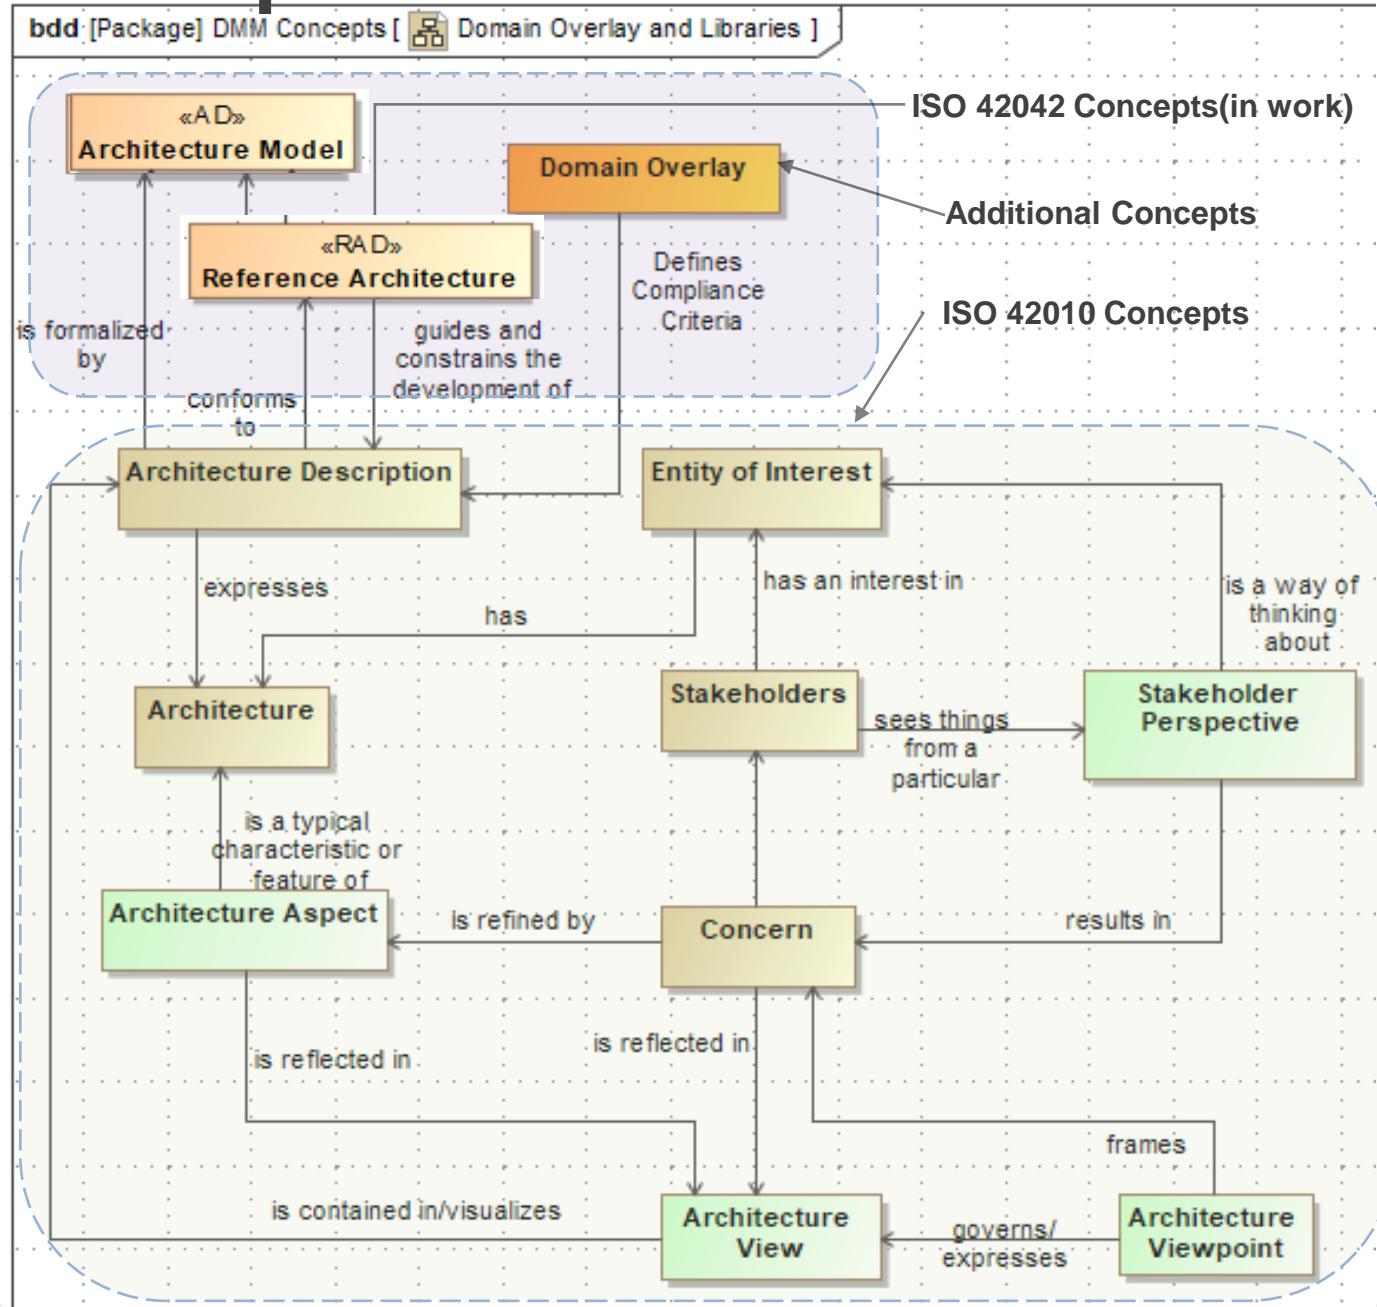 bdd [Package] DMM Concepts [ Domain Overlay and Libraries ]
«AD»
Architecture Model
ISO 42042 Concepts(in work)
Domain Overlay
Additional Concepts
«RAD»
Reference Architecture
Defines
Compliance
Criteria
ISO 42010 Concepts
is formalized
by
guides and
constrains the
development of
conforms
to
Architecture Description
Entity of Interest
expresses
has
has an interest in
is a way of
thinking
about
Architecture
Stakeholders
sees things
from a
particular
Stakeholder
Perspective
is a typical
characteristic or
feature of
Architecture Aspect
is refined by
Concern
results in
is reflected in
is reflected in
frames
is contained in/visualizes
Architecture
View
governs/
expresses
Architecture
Viewpoint